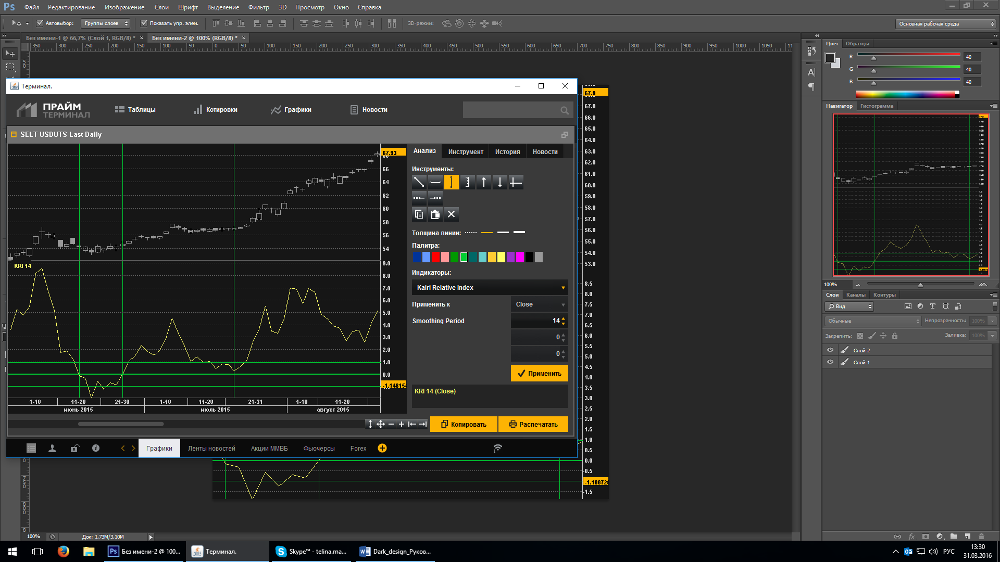 Ps Файл Редактирование Изображение Слои Шрифт Выделение Фильтр 3D Просмотр Окно Справка
Автовыбор: Группы слоев Показать упр. элем. 3D-режим: Основная рабочая среда
Без имени-1 @ 66,7% (Слой 1, RGB/8) * × Без имени-2 @ 100% (RGB/8) * ×
350 300 250 200 150 100 50 0 50 100 150 200 250 300 350 400 450 500 550 600 650 700 750 800 850 900 950 1000 1050
Терминал.
ПРАЙМ
ТЕРМИНАЛ
Таблицы Котировки Графики Новости
SELT USDUTS Last Daily
67.93
66
64
62
60
58
56
54
KRI 14
9.0
8.0
7.0
6.0
5.0
4.0
3.0
2.0
1.0
0.0
-1.14815
1-10 11-20 21-30 1-10 11-20 21-31 1-10 11-20
июнь 2015 июль 2015 август 2015
Анализ Инструмент История Новости
Инструменты:
Толщина линии:
Палитра:
Индикаторы:
Kairi Relative Index
Применить к Close
Smoothing Period 14
0
0
Применить
KRI 14 (Close)
Копировать Распечатать
Графики Ленты новостей Акции ММВБ Фьючерсы Forex
67.9
67.0
66.0
65.0
64.0
63.0
62.0
61.0
60.0
59.0
58.0
57.0
56.0
55.0
54.0
53.0
8.5
8.0
7.5
7.0
6.5
6.0
5.5
5.0
4.5
4.0
3.5
3.0
2.5
2.0
1.5
1.0
0.5
0.0
-0.5
-1.18872
-1.5
Цвет Образцы
R 40
G 40
B 40
Навигатор Гистограмма
100%
Слои Каналы Контуры
Вид
Обычные Непрозрачность: 100%
Закрепить: Заливка: 100%
Слой 2
Слой 1
100% Док: 1,73M/3,10M
Ps Без имени-2 @ 100... Терминал. Skype™ - telina.ma... Dark_design_Руков... РУС
13:30
31.03.2016